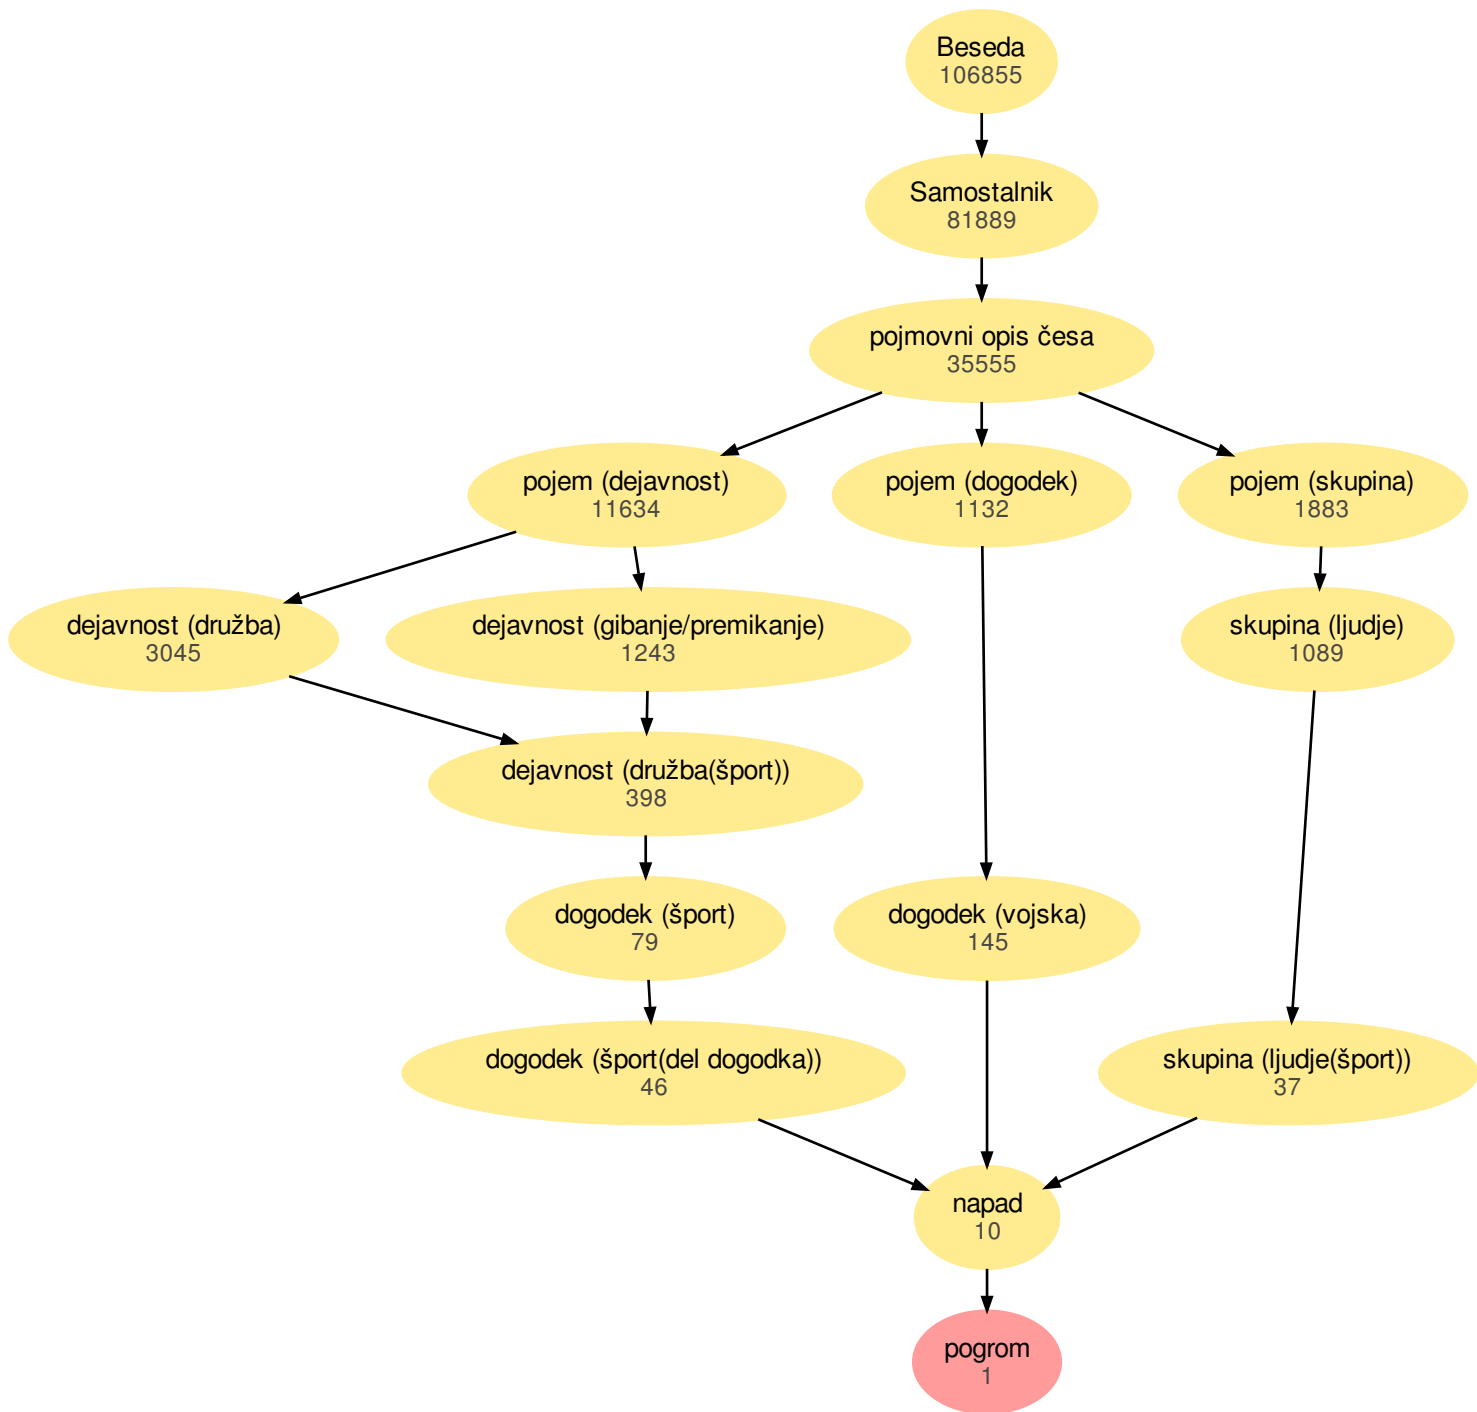 Beseda
106855
Samostalnik
81889
pojmovni opis česa
35555
pojem (dejavnost)
11634
pojem (dogodek)
1132
pojem (skupina)
1883
dejavnost (družba)
3045
dejavnost (gibanje/premikanje)
1243
skupina (ljudje)
1089
dejavnost (družba(šport))
398
dogodek (šport)
79
dogodek (vojska)
145
dogodek (šport(del dogodka))
46
skupina (ljudje(šport))
37
napad
10
pogrom
1